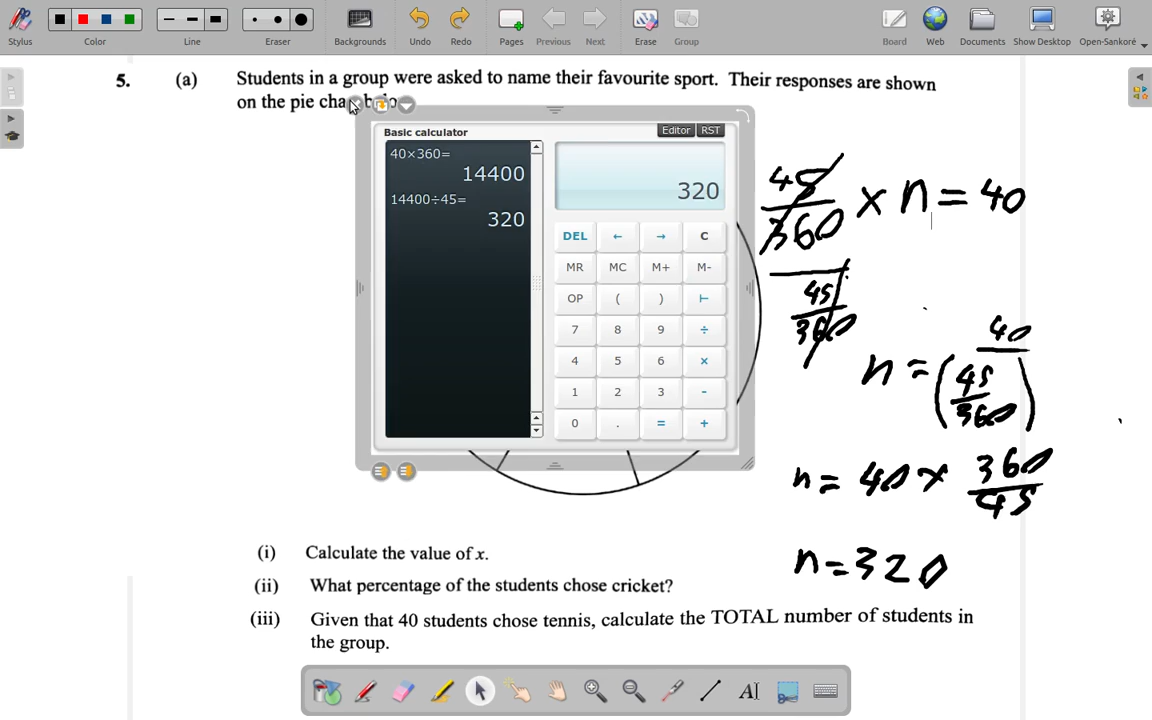 Stylus
Color
Line
Eraser
Backgrounds
Undo
Redo
Pages
Previous
Next
Erase
Group
Board
Web
Documents
Show Desktop
Open-Sankoré
5. (a) Students in a group were asked to name their favourite sport. Their responses are shown
on the pie
Basic calculator
Editor
RST
40×360=
14400
14400÷45=
320
320
DEL ← → C
MR MC M+ M-
OP ( ) ⊢
7 8 9 ÷
4 5 6 ×
1 2 3 -
0 . = +
45/360 × n = 40
45/360
n = 40/(45/360)
n = 40 × 360/45
n = 320
(i) Calculate the value of x.
(ii) What percentage of the students chose cricket?
(iii) Given that 40 students chose tennis, calculate the TOTAL number of students in
the group.